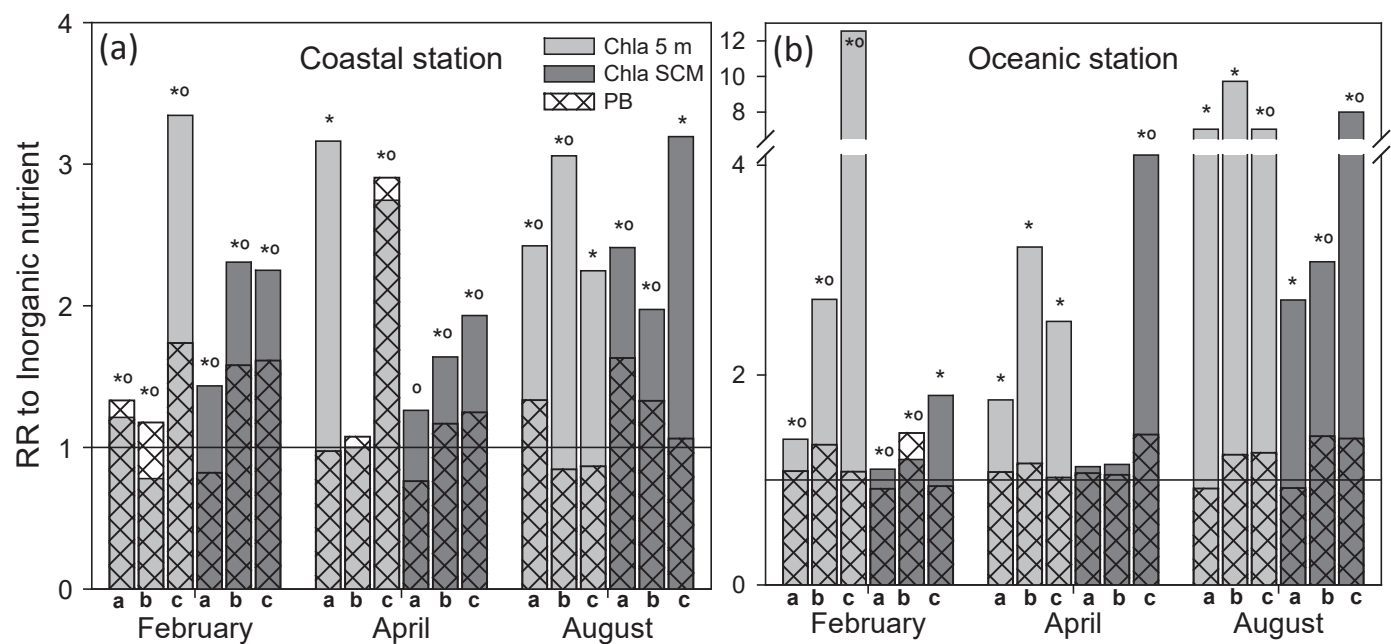 (a)
Coastal station
Chla 5 m
Chla SCM
PB
RR to Inorganic nutrient
4
3
2
1
0
*o
*o
*o
*o
*o
*o
*
*o
o
*o
*o
*o
*o
*
*o
*o
*
a b c a b c
a b c a b c
a b c a b c
February April August
(b)
Oceanic station
12
10
8
4
2
0
*o
*o
*o
*o
*o
*
*
*
*
*o
*
*
*o
*
*o
*o
a b c a b c
a b c a b c
a b c a b c
February April August